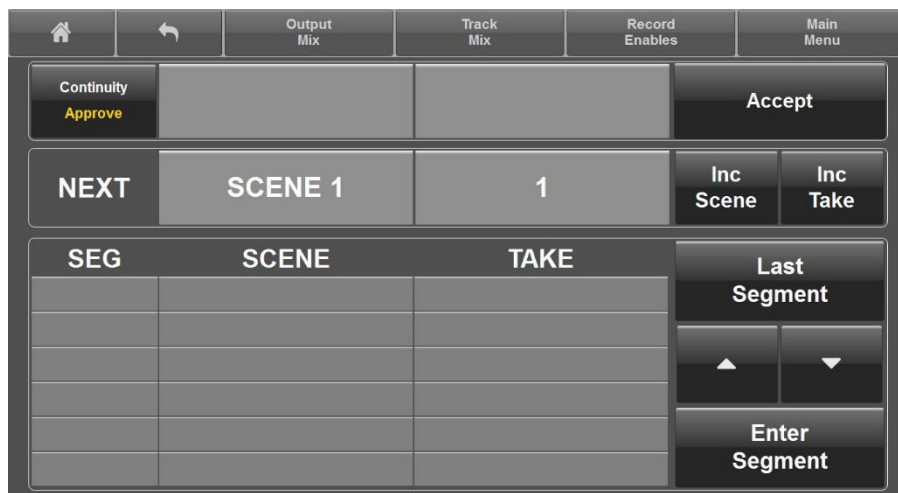 Output
Mix
Track
Mix
Record
Enables
Main
Menu
Continuity
Approve
Accept
NEXT
SCENE 1
1
Inc
Scene
Inc
Take
SEG
SCENE
TAKE
Last
Segment
Enter
Segment